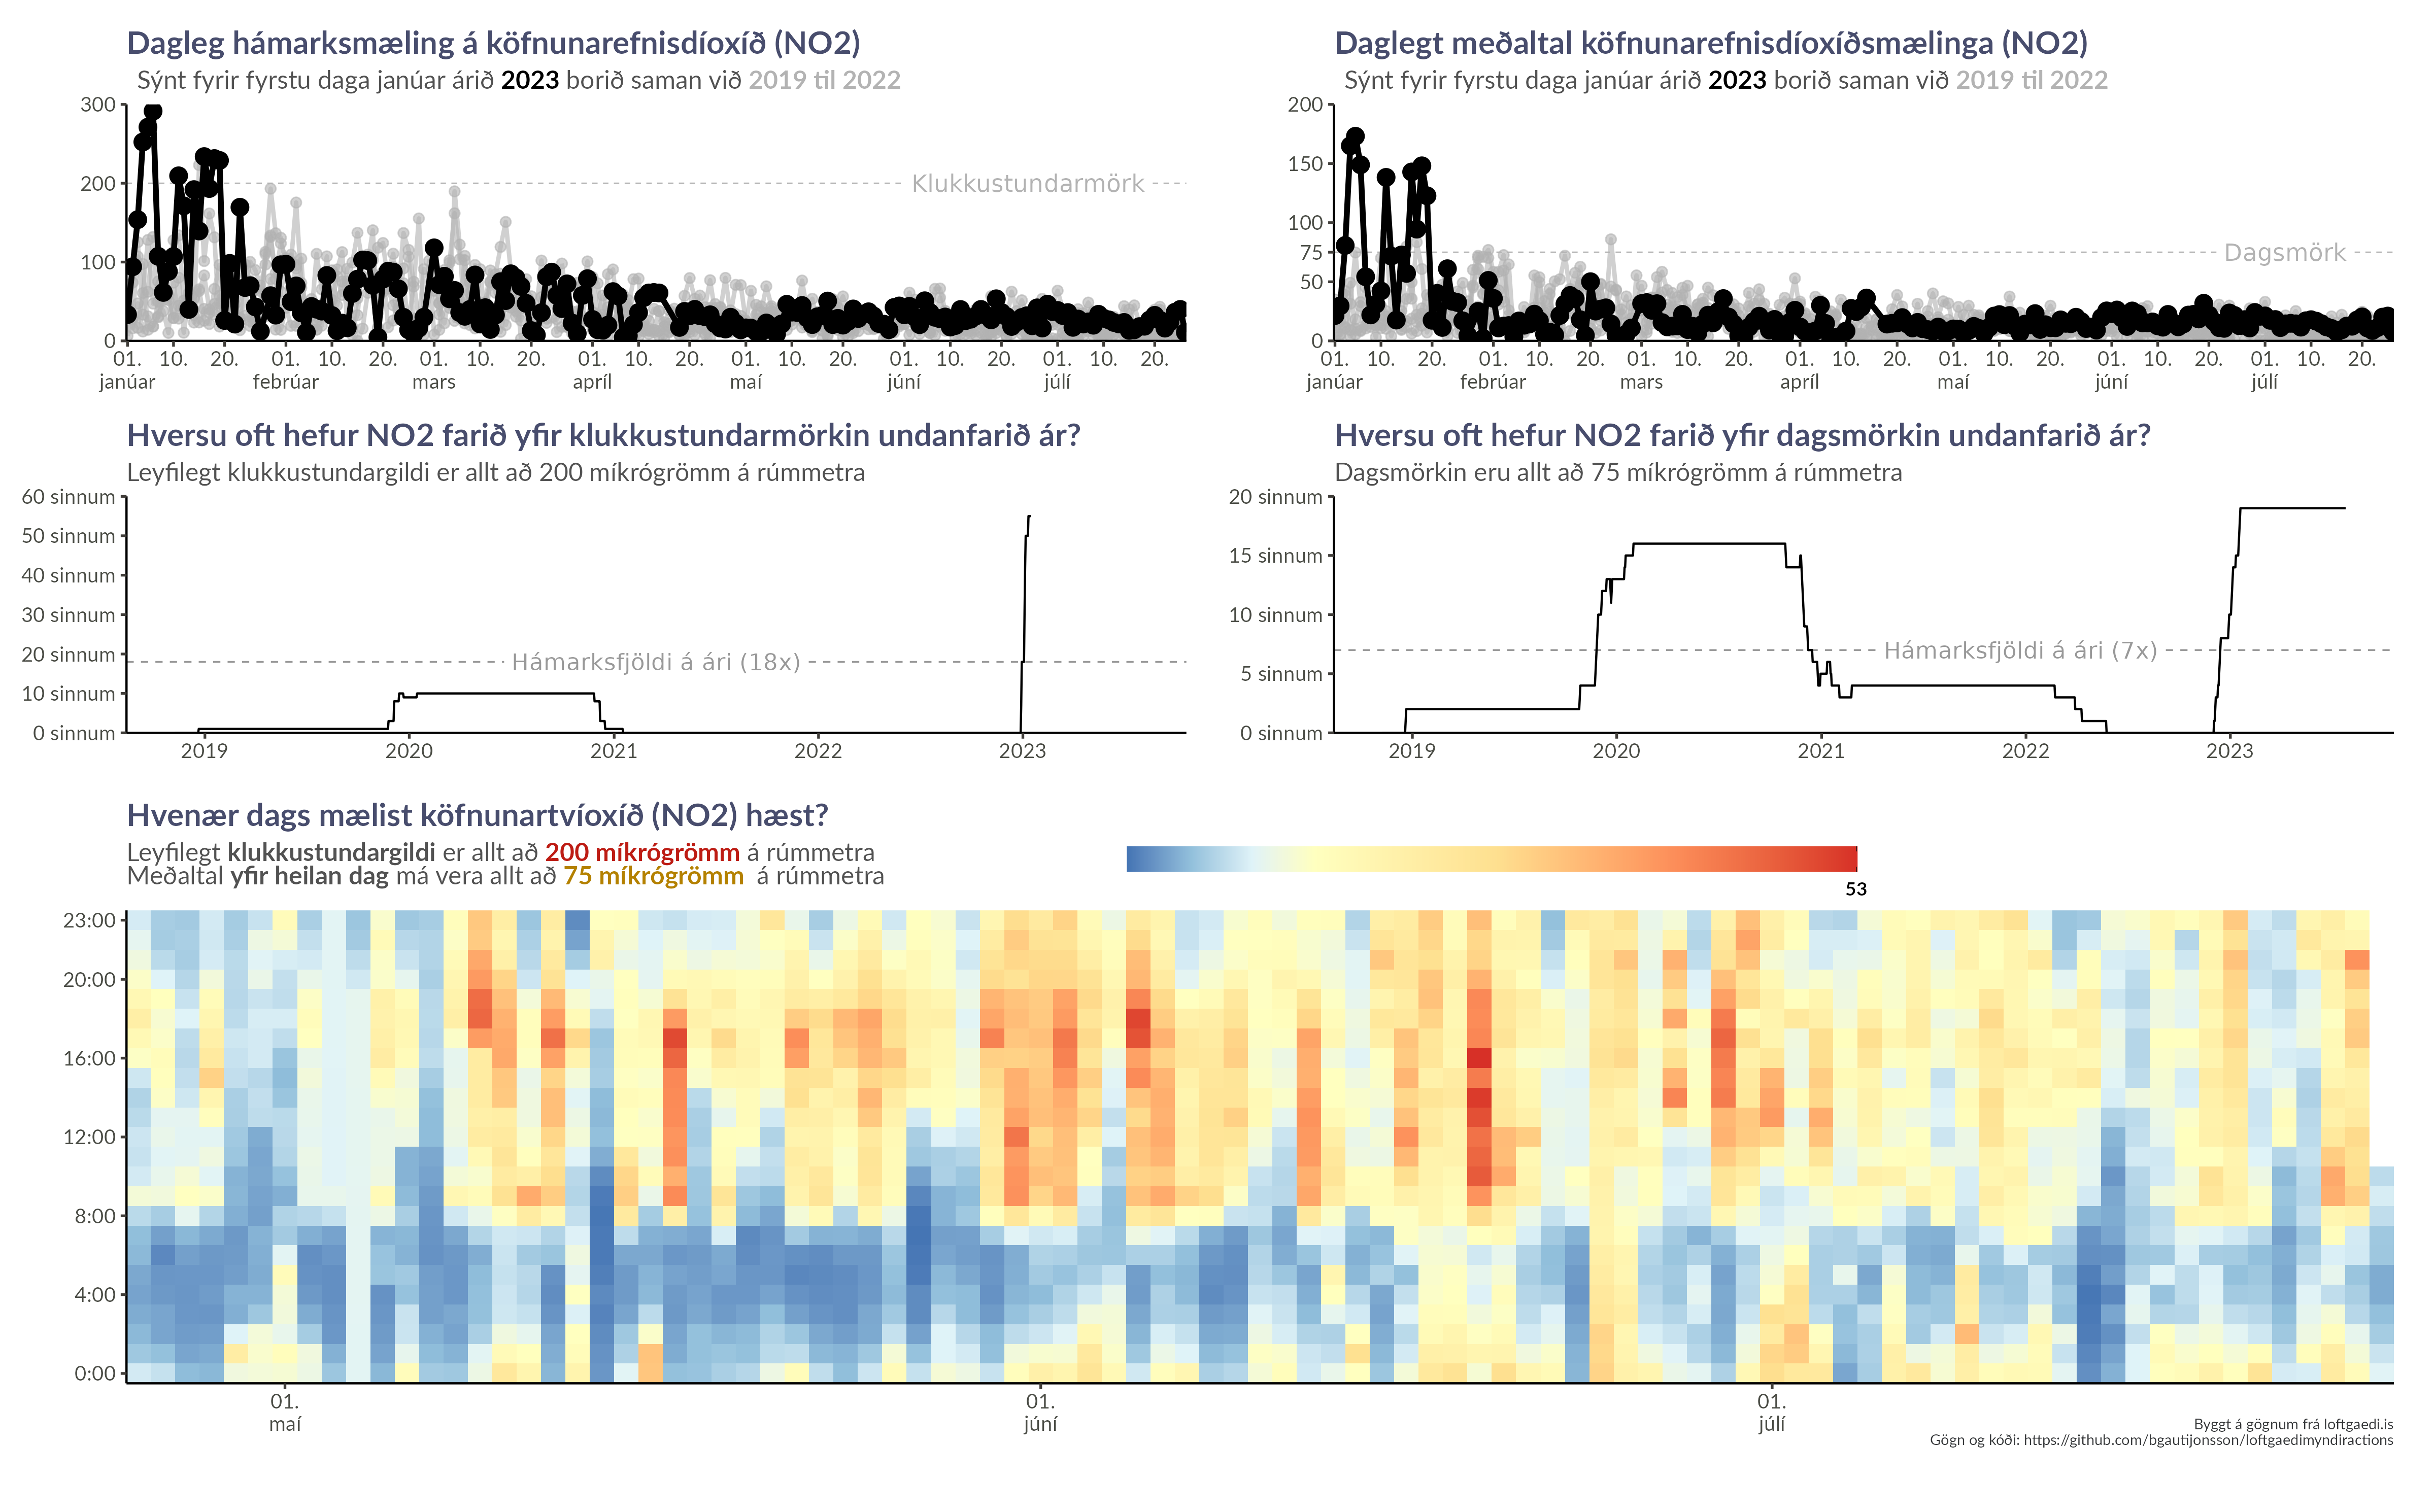 Dagleg hámarksmæling á köfnunarefnisdíoxíð (NO2)
Sýnt fyrir fyrstu daga janúar árið 2023 borið saman við 2019 til 2022
300
200
100
0
Klukkustundarmörk
01. 10. 20. 01. 10. 20. 01. 10. 20. 01. 10. 20. 01. 10. 20. 01. 10. 20. 01. 10. 20.
janúar febrúar mars apríl maí júní júlí
Daglegt meðaltal köfnunarefnisdíoxíðsmælinga (NO2)
Sýnt fyrir fyrstu daga janúar árið 2023 borið saman við 2019 til 2022
200
150
100
75
50
0
Dagsmörk
01. 10. 20. 01. 10. 20. 01. 10. 20. 01. 10. 20. 01. 10. 20. 01. 10. 20. 01. 10. 20.
janúar febrúar mars apríl maí júní júlí
Hversu oft hefur NO2 farið yfir klukkustundarmörkin undanfarið ár?
Leyfilegt klukkustundargildi er allt að 200 míkrógrömm á rúmmetra
60 sinnum
50 sinnum
40 sinnum
30 sinnum
20 sinnum
10 sinnum
0 sinnum
Hámarksfjöldi á ári (18x)
2019 2020 2021 2022 2023
Hversu oft hefur NO2 farið yfir dagsmörkin undanfarið ár?
Dagsmörkin eru allt að 75 míkrógrömm á rúmmetra
20 sinnum
15 sinnum
10 sinnum
5 sinnum
0 sinnum
Hámarksfjöldi á ári (7x)
2019 2020 2021 2022 2023
Hvenær dags mælist köfnunartvíoxíð (NO2) hæst?
Leyfilegt klukkustundargildi er allt að 200 míkrógrömm á rúmmetra
Meðaltal yfir heilan dag má vera allt að 75 míkrógrömm á rúmmetra
53
23:00
20:00
16:00
12:00
8:00
4:00
0:00
01. 01. 01.
maí júní júlí
Byggt á gögnum frá loftgaedi.is
Gögn og kóði: https://github.com/bgautijonsson/loftgaedimyndiractions